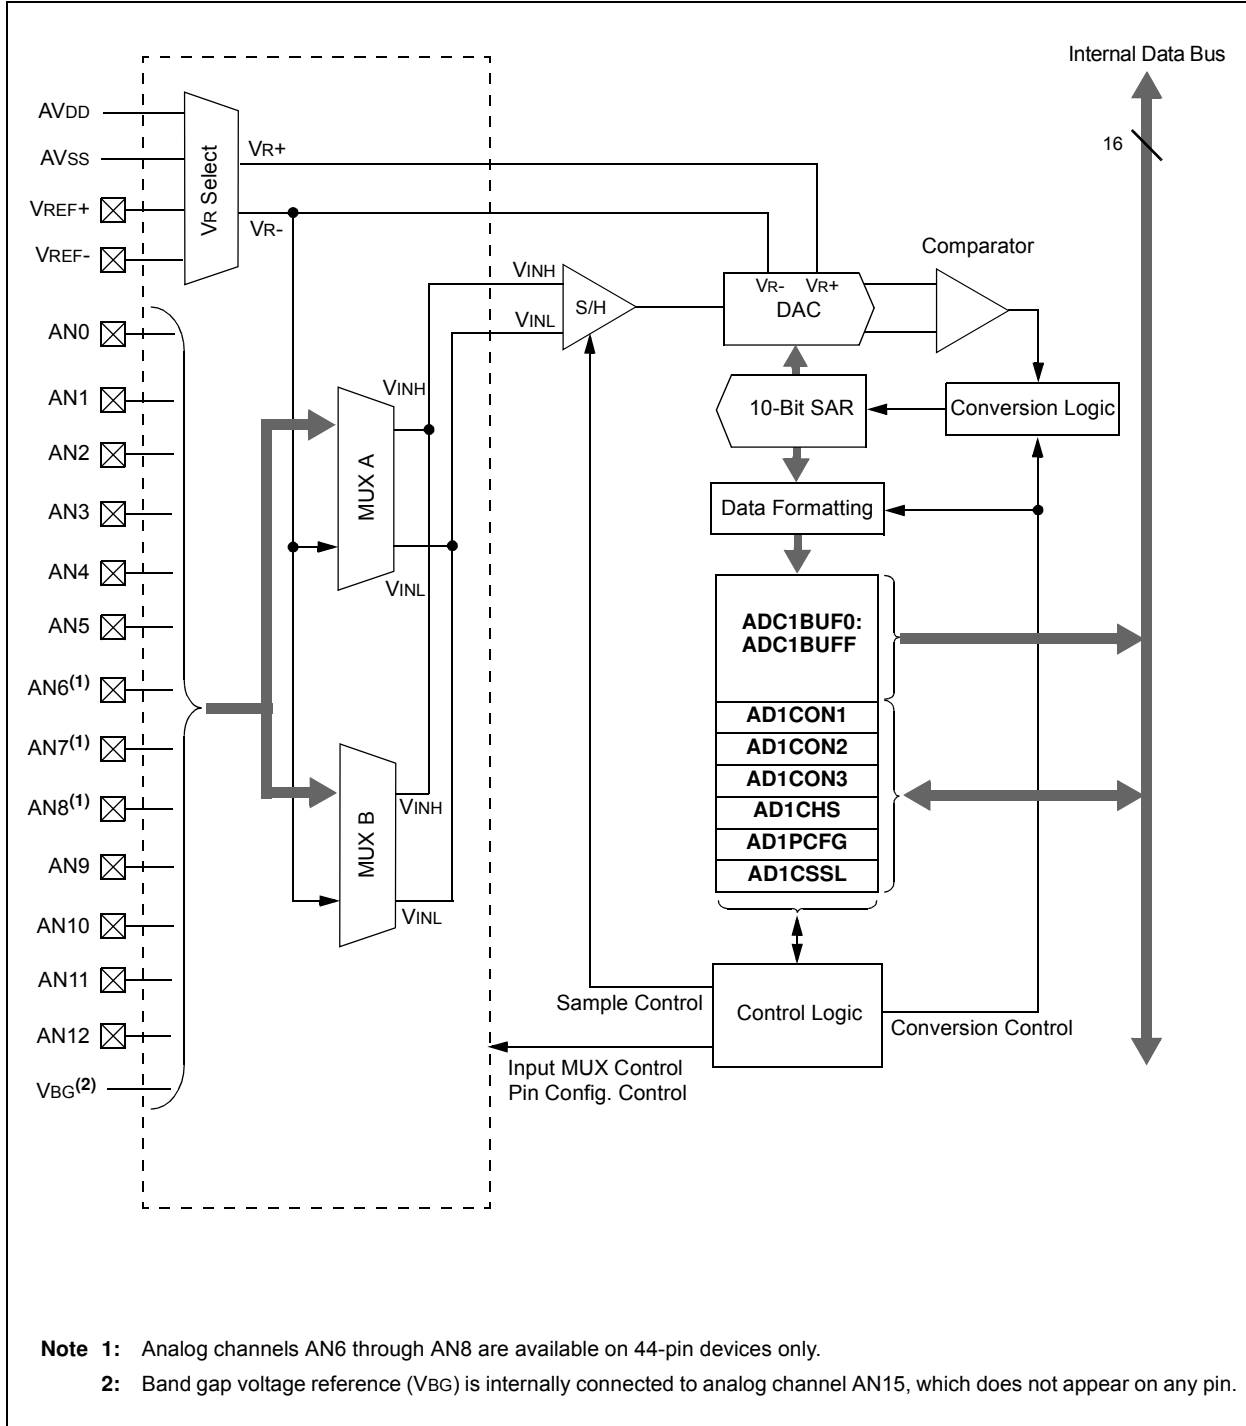 Internal Data Bus
AVDD
AVSS
VREF+
VREF-
VR Select
VR+
VR-
16
Comparator
VINH
VINL
S/H
VR- VR+
DAC
AN0
AN1
AN2
AN3
AN4
AN5
AN6(1)
AN7(1)
AN8(1)
AN9
AN10
AN11
AN12
VBG(2)
VINH
MUX A
VINL
VINH
MUX B
VINL
10-Bit SAR
Conversion Logic
Data Formatting
ADC1BUF0:
ADC1BUFF
AD1CON1
AD1CON2
AD1CON3
AD1CHS
AD1PCFG
AD1CSSL
Sample Control
Control Logic
Conversion Control
Input MUX Control
Pin Config. Control
Note 1: Analog channels AN6 through AN8 are available on 44-pin devices only.
2: Band gap voltage reference (VBG) is internally connected to analog channel AN15, which does not appear on any pin.